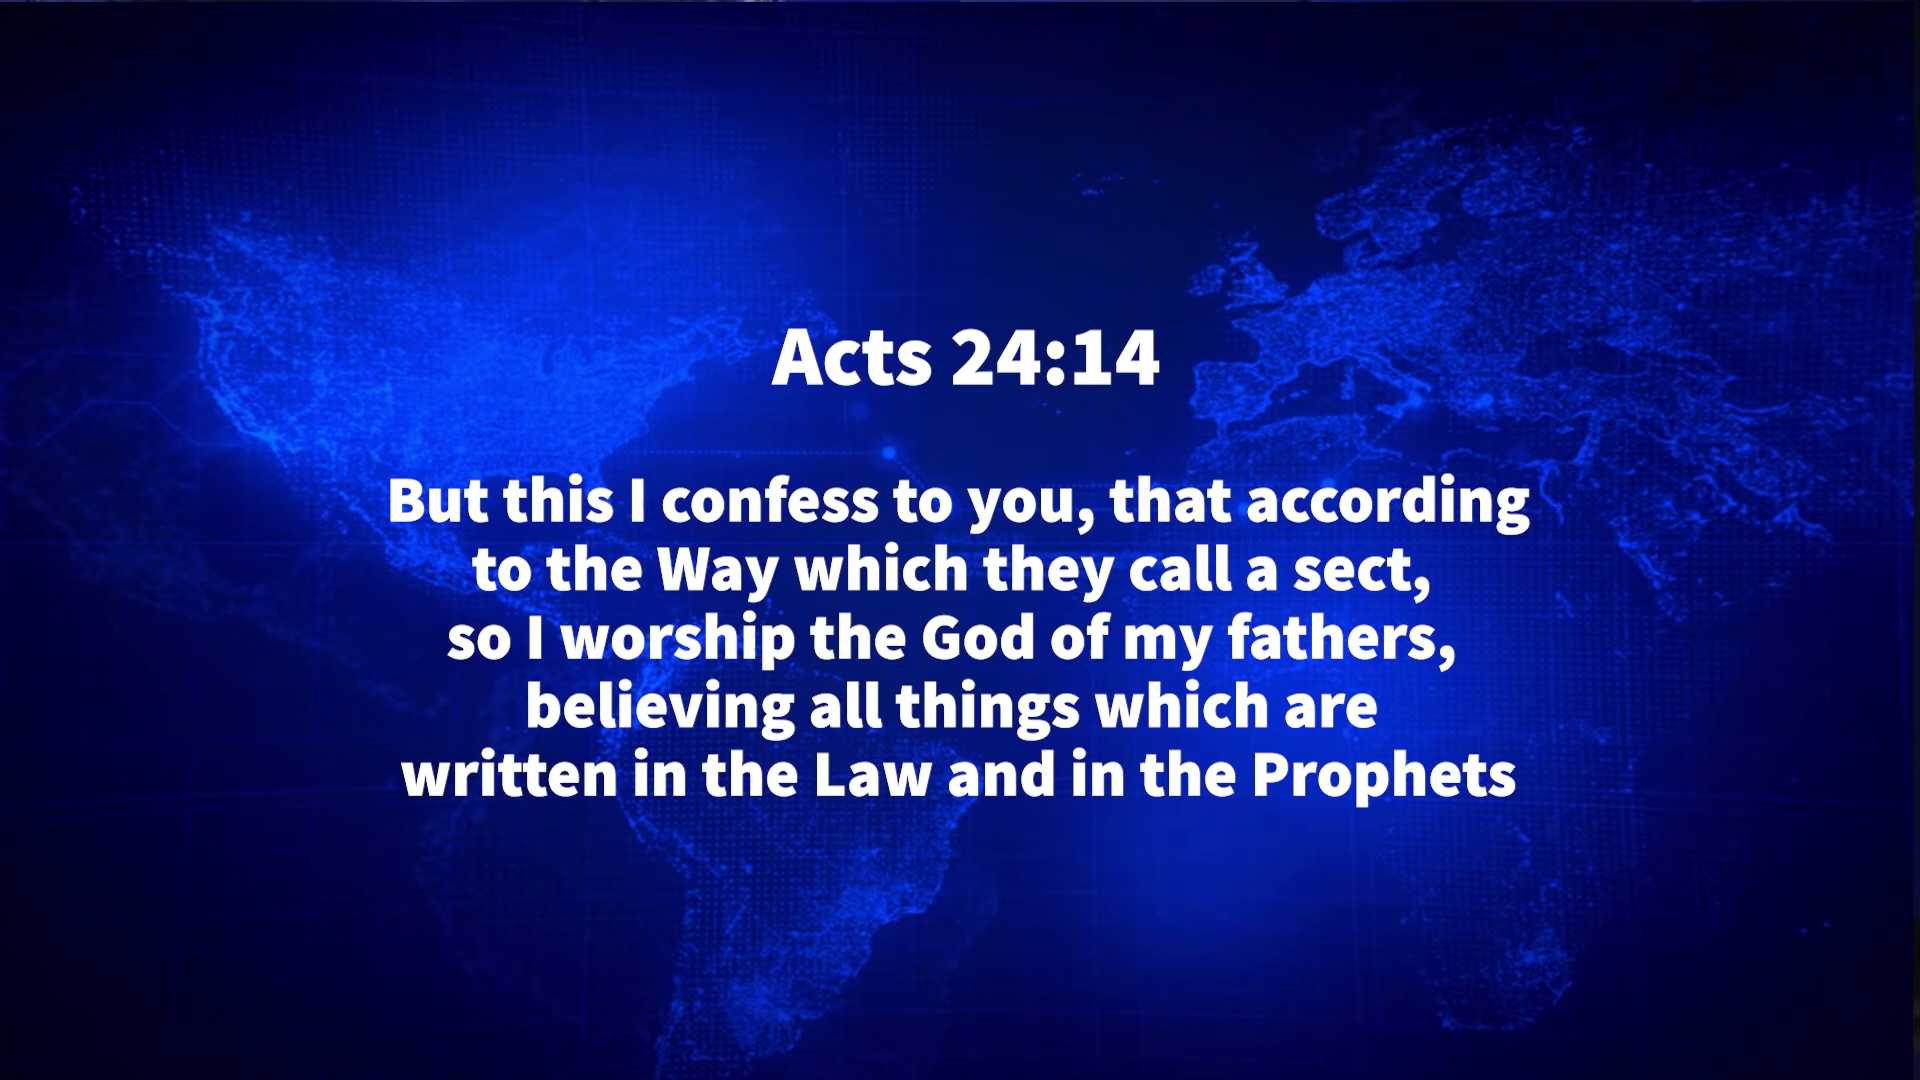 Acts 24:14
But this I confess to you, that according
to the Way which they call a sect,
so I worship the God of my fathers,
believing all things which are
written in the Law and in the Prophets